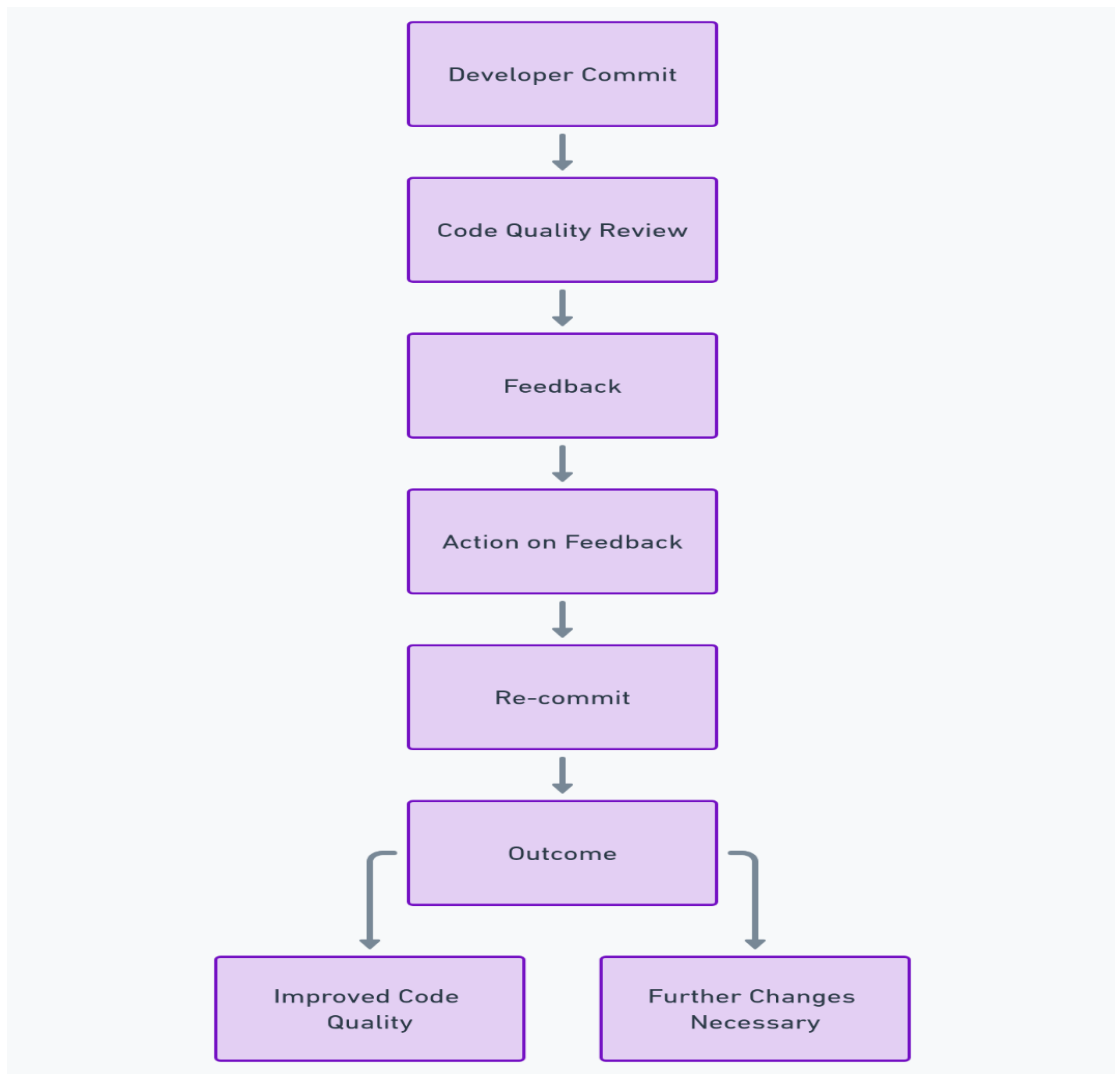 Developer Commit
Code Quality Review
Feedback
Action on Feedback
Re-commit
Outcome
Improved Code
Quality
Further Changes
Necessary